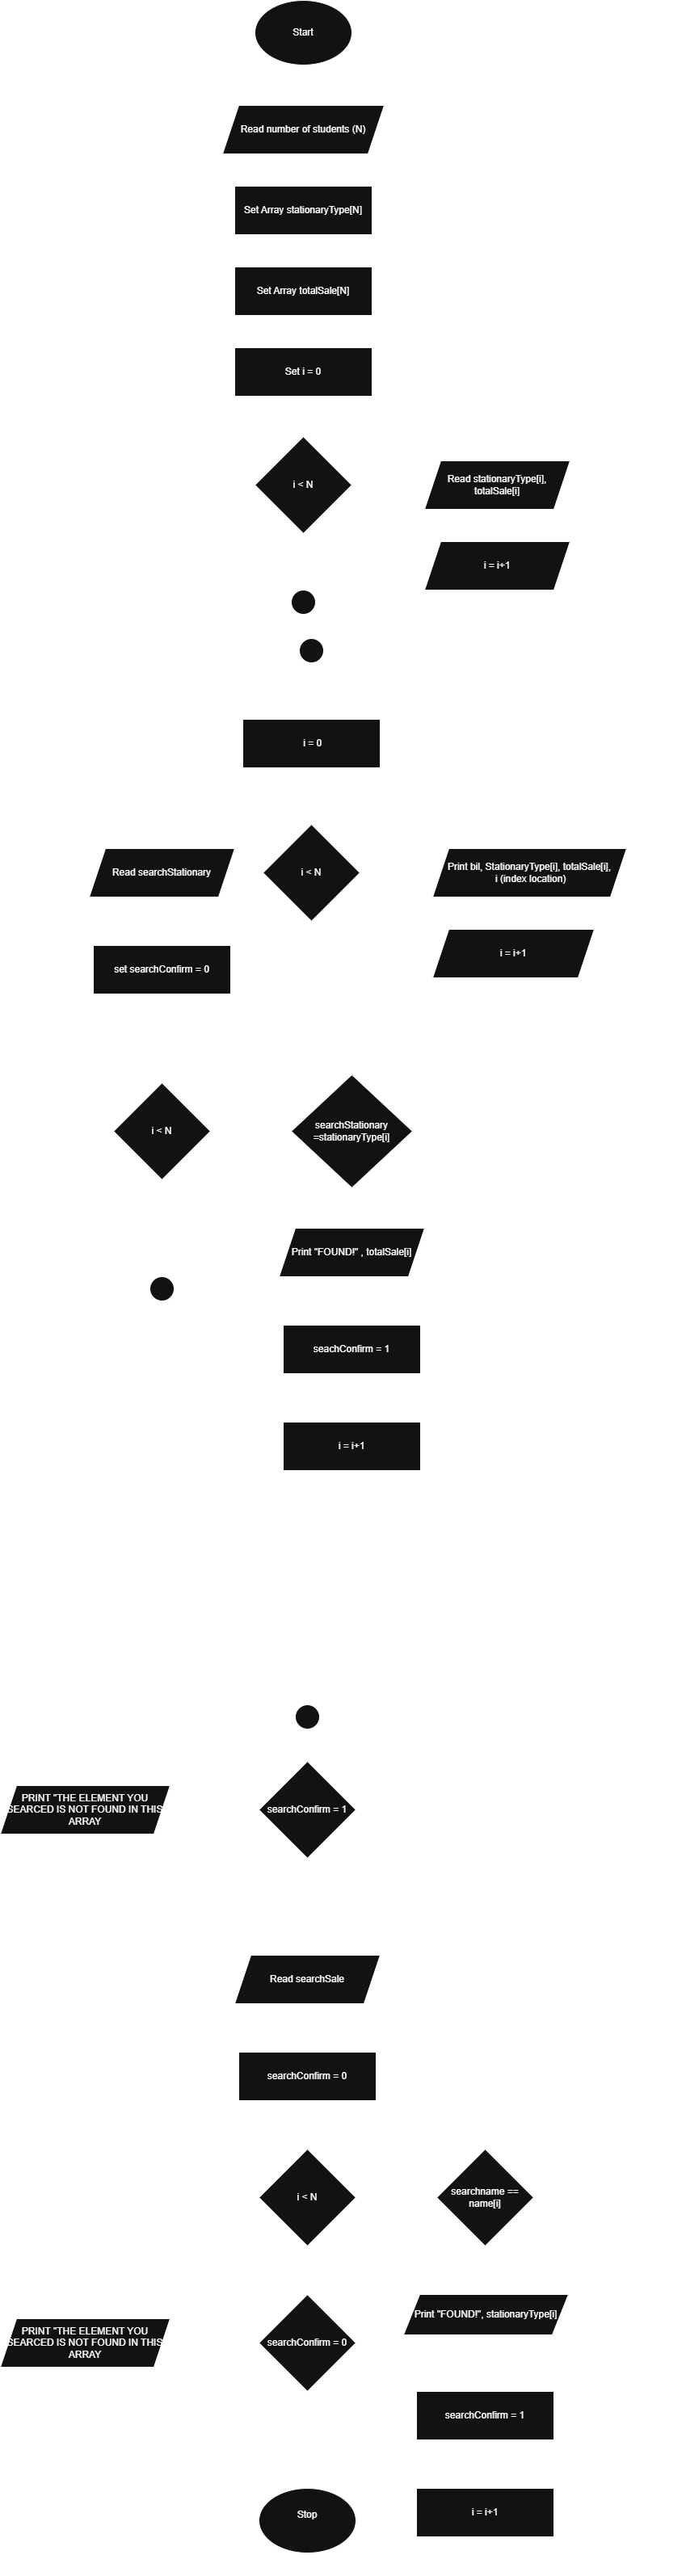 Start
Read number of students (N)
Set Array stationaryType[N]
Set Array totalSale[N]
Set i = 0
i < N
Read stationaryType[i],
totalSale[i]
i = i+1
i = 0
Read searchStationary
i < N
Print bil, StationaryType[i], totalSale[i],
i (index location)
i = i+1
set searchConfirm = 0
i < N
searchStationary
=stationaryType[i]
Print "FOUND!" , totalSale[i]
seachConfirm = 1
i = i+1
PRINT "THE ELEMENT YOU
SEARCED IS NOT FOUND IN THIS
ARRAY
searchConfirm = 1
Read searchSale
searchConfirm = 0
i < N
searchname ==
name[i]
Print "FOUND!", stationaryType[i]
PRINT "THE ELEMENT YOU
SEARCED IS NOT FOUND IN THIS
ARRAY
searchConfirm = 0
searchConfirm = 1
Stop
i = i+1